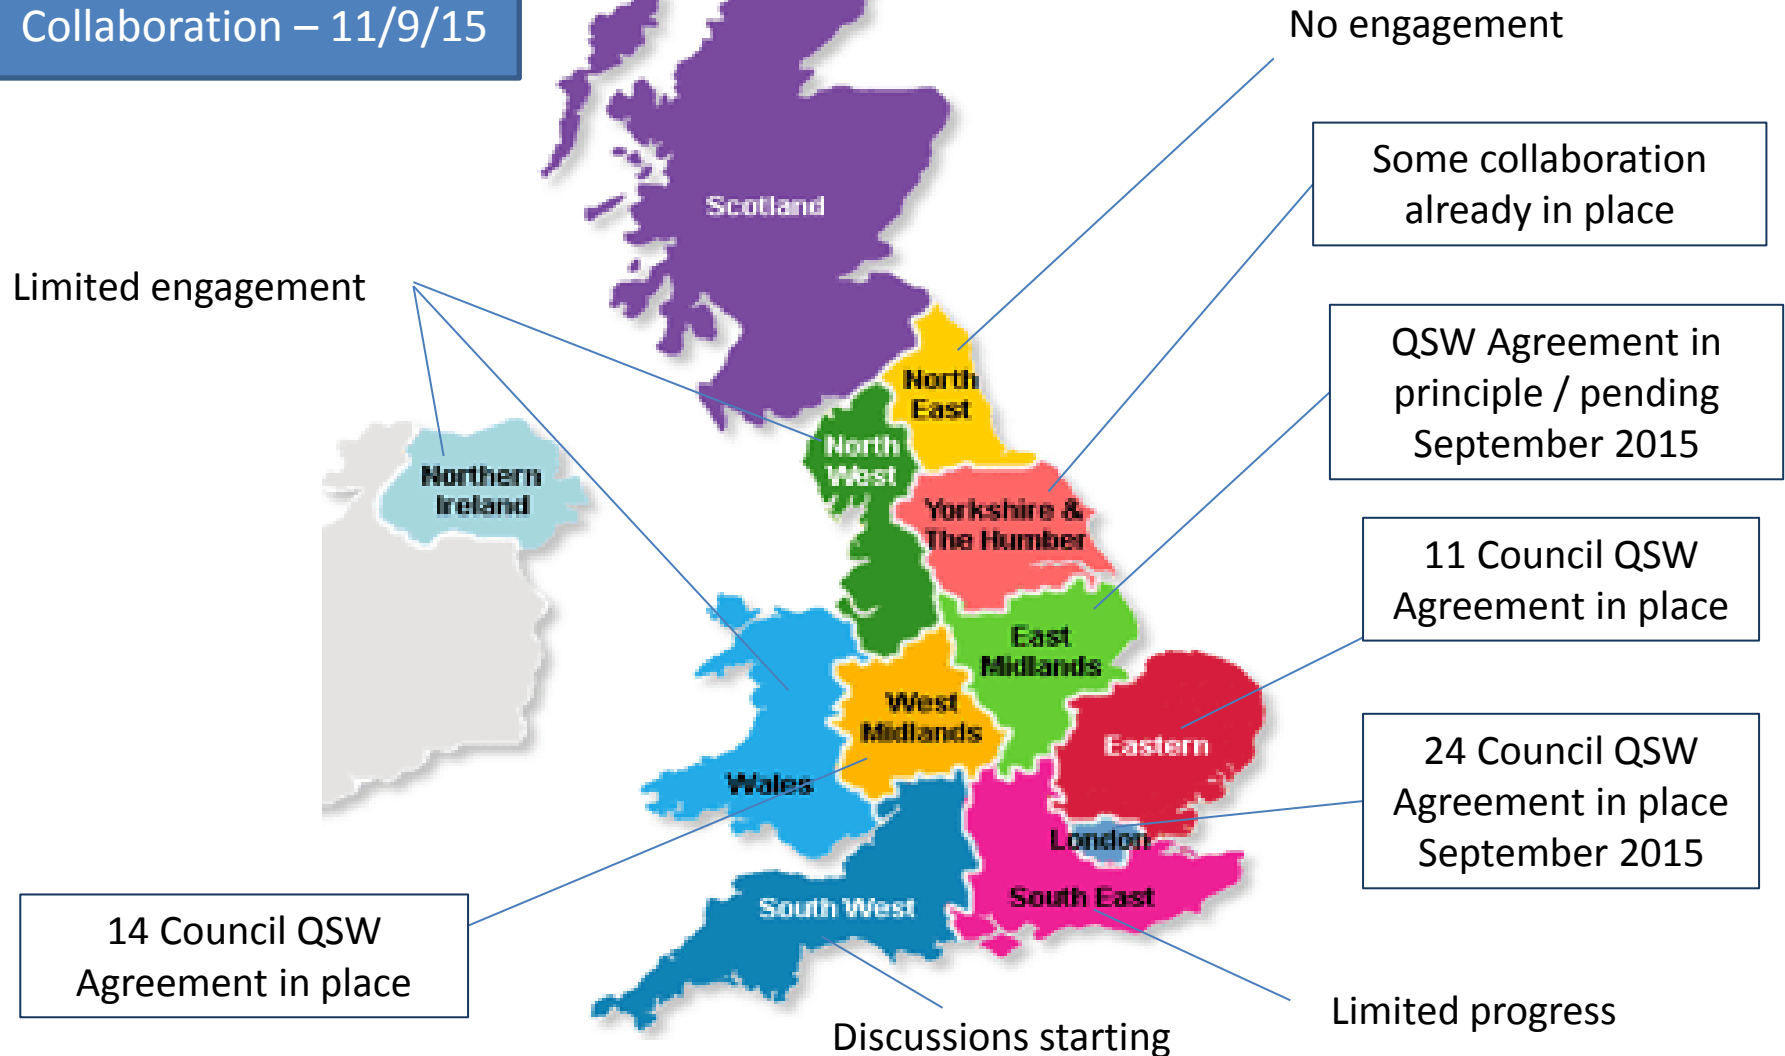 Collaboration – 11/9/15
No engagement
Some collaboration
already in place
Scotland
Limited engagement
QSW Agreement in
principle / pending
September 2015
North
East
North
West
Northern
Ireland
Yorkshire &
The Humber
11 Council QSW
Agreement in place
East
Midlands
West
Midlands
Eastern
24 Council QSW
Agreement in place
September 2015
Wales
London
South East
South West
14 Council QSW
Agreement in place
Limited progress
Discussions starting